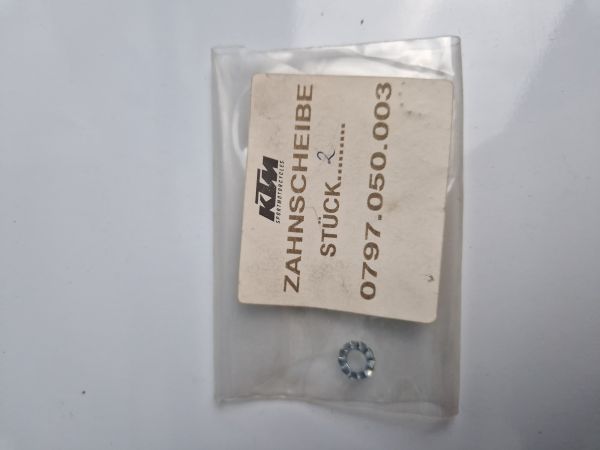 KTM
SPORTMOTORCYCLES
ZAHNSCHEIBE
STÜCK...2.......
0797.050.003